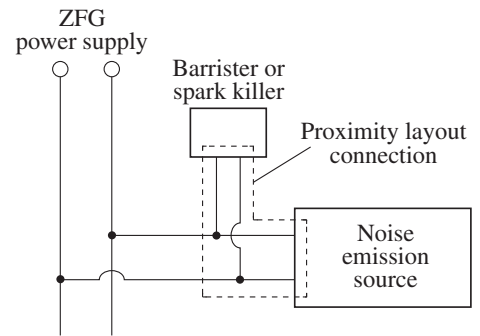 ZFG
power supply
Barrister or
spark killer
Proximity layout
connection
Noise
emission
source